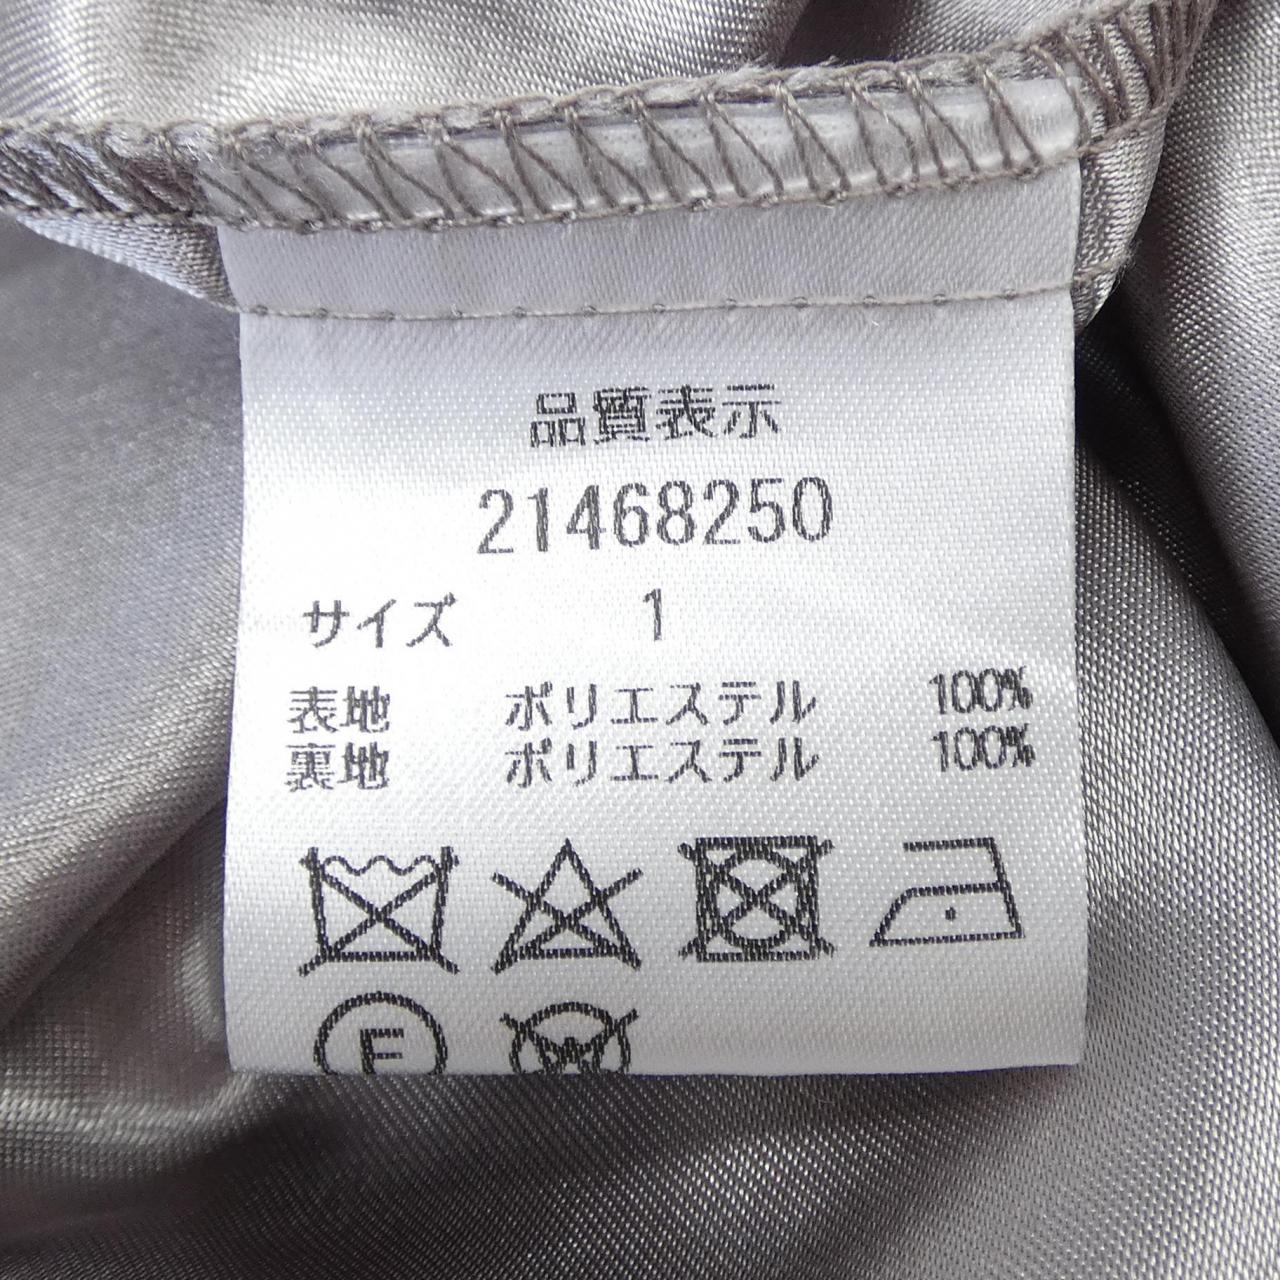 品質表示
21468250
サイズ 1
表地 ポリエステル 100%
裏地 ポリエステル 100%
F
W